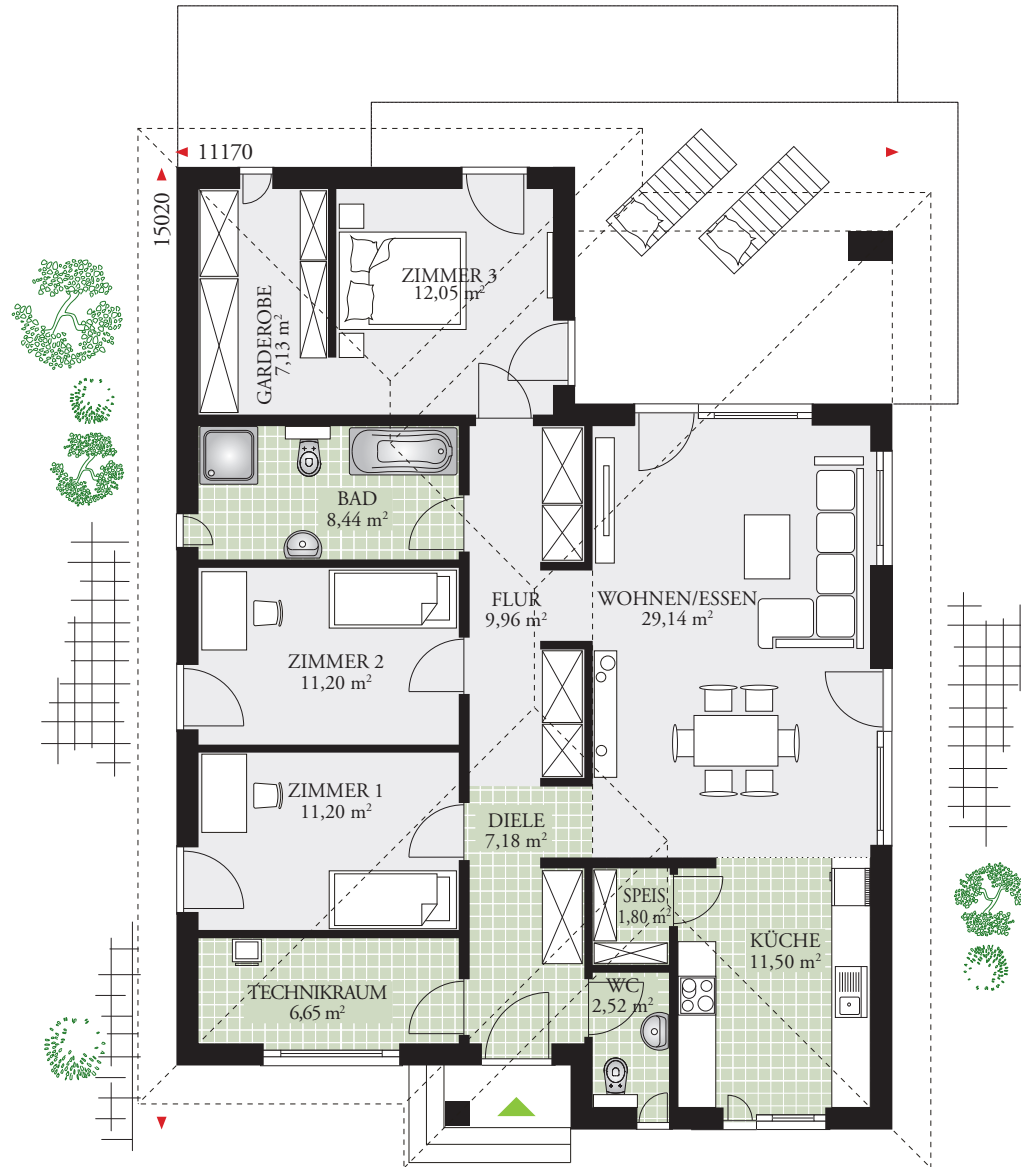 11170
15020
ZIMMER 3
12,05 m²
GARDEROBE
7,13 m²
BAD
8,44 m²
FLUR
9,96 m²
WOHNEN/ESSEN
29,14 m²
ZIMMER 2
11,20 m²
ZIMMER 1
11,20 m²
DIELE
7,18 m²
SPEIS
1,80 m²
KÜCHE
11,50 m²
TECHNIKRAUM
6,65 m²
WC
2,52 m²